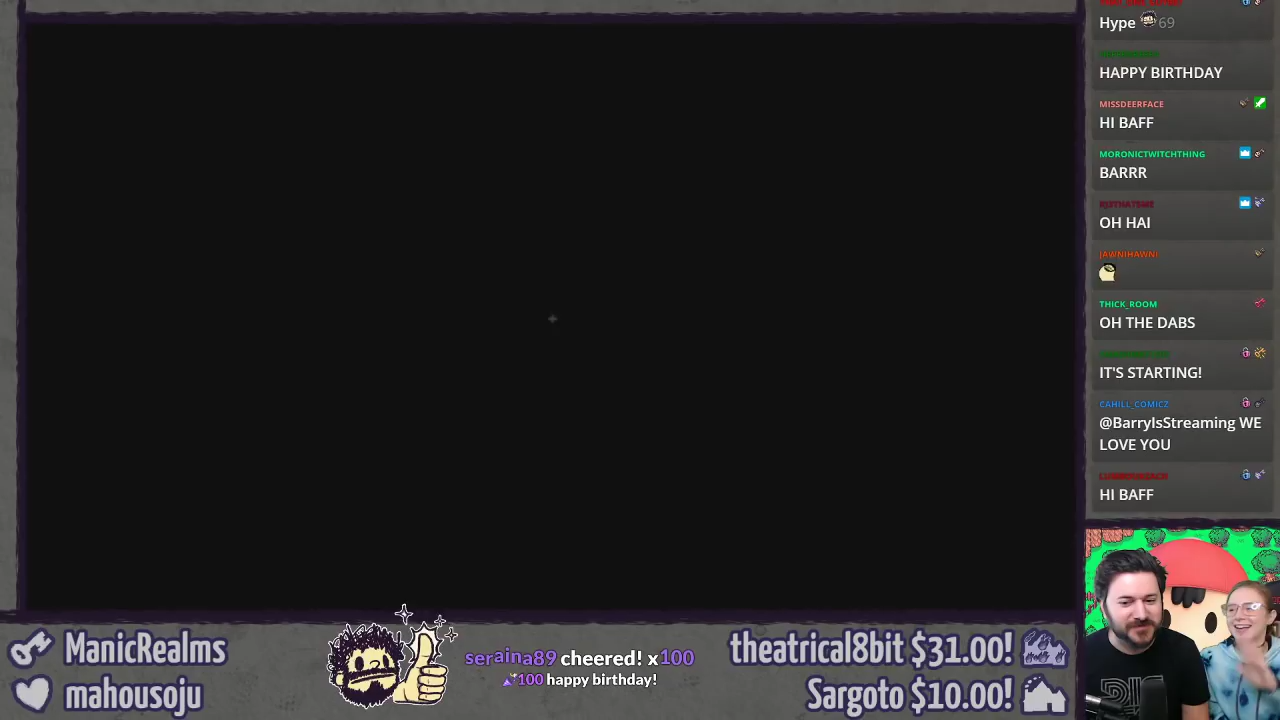 Hype 69
HAPPY BIRTHDAY
MISSDEERFACE
HI BAFF
MORONICTWITCHTHING
BARRR
OH HAI
JAWNIHAWNI
THICK_ROOM
OH THE DABS
IT'S STARTING!
CAHILL_COMICZ
@BarryIsStreaming WE
LOVE YOU
HI BAFF
ManicRealms
mahousoju
seraina89 cheered! x100
100 happy birthday!
theatrical8bit $31.00!
Sargoto $10.00!